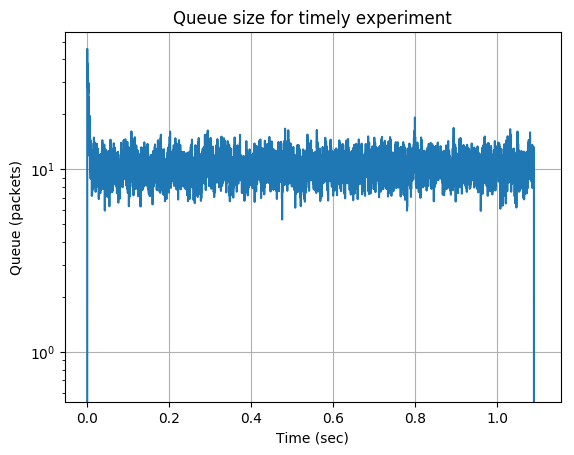 Queue size for timely experiment
Queue (packets)
10^1
10^0
0.0 0.2 0.4 0.6 0.8 1.0
Time (sec)